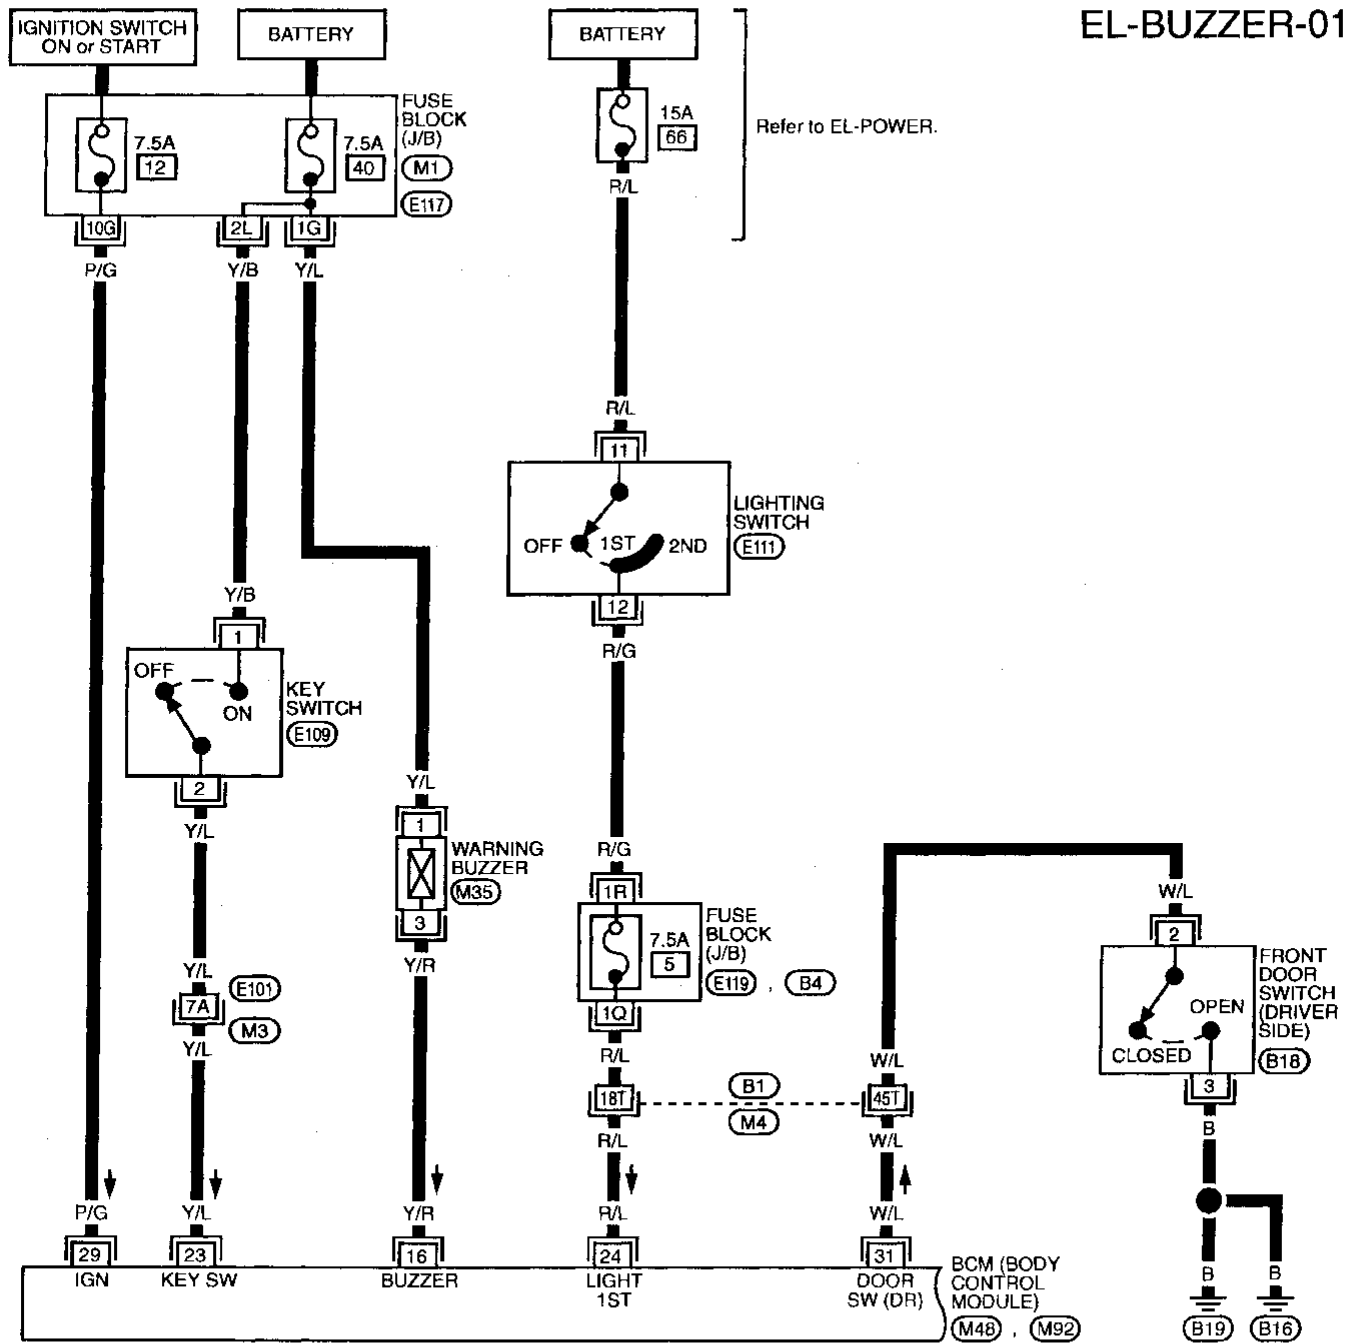 EL-BUZZER-01
IGNITION SWITCH
ON or START
BATTERY
BATTERY
FUSE
BLOCK
(J/B)
M1
E117
7.5A
12
7.5A
40
15A
66
Refer to EL-POWER.
10G
2L
1G
P/G
Y/B
Y/L
R/L
R/L
11
LIGHTING
SWITCH
E111
OFF
1ST
2ND
12
R/G
Y/B
1
OFF
ON
KEY
SWITCH
E109
2
Y/L
Y/L
1
WARNING
BUZZER
M35
3
Y/R
R/G
1R
7.5A
5
FUSE
BLOCK
(J/B)
E119 , B4
1Q
R/L
W/L
2
FRONT
DOOR
SWITCH
(DRIVER
SIDE)
B18
OPEN
CLOSED
3
B
Y/L
7A
E101
M3
Y/L
18T
B1
M4
W/L
45T
R/L
W/L
P/G
Y/L
Y/R
R/L
W/L
B
B
29
23
16
24
31
IGN
KEY SW
BUZZER
LIGHT
1ST
DOOR
SW (DR)
BCM (BODY
CONTROL
MODULE)
M48 , M92
B19
B16